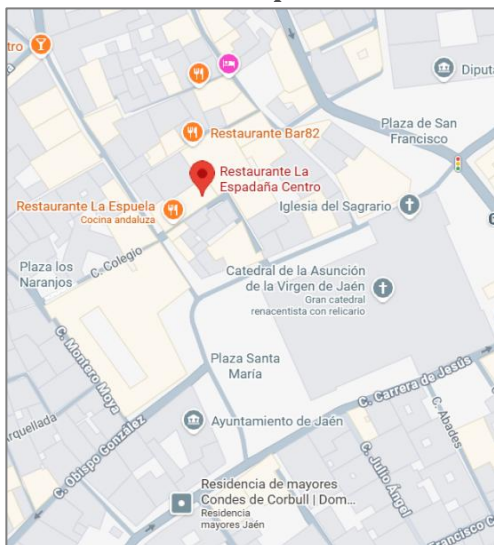 tro
Diputa
Plaza de San
Francisco
Restaurante Bar82
Restaurante La
Espadaña Centro
Restaurante La Espuela
Cocina andaluza
Iglesia del Sagrario
C. Colegio
Plaza los
Naranjos
Catedral de la Asunción
de la Virgen de Jaén
Gran catedral
renacentista con relicario
C. Montero Moya
Plaza Santa
María
C. Carrera de Jesús
arquellada
C. Obispo González
Ayuntamiento de Jaén
C. Abades
C. Julio Ángel
Residencia de mayores
Condes de Corbull | Dom...
Residencia
mayores Jaén
Francisco C